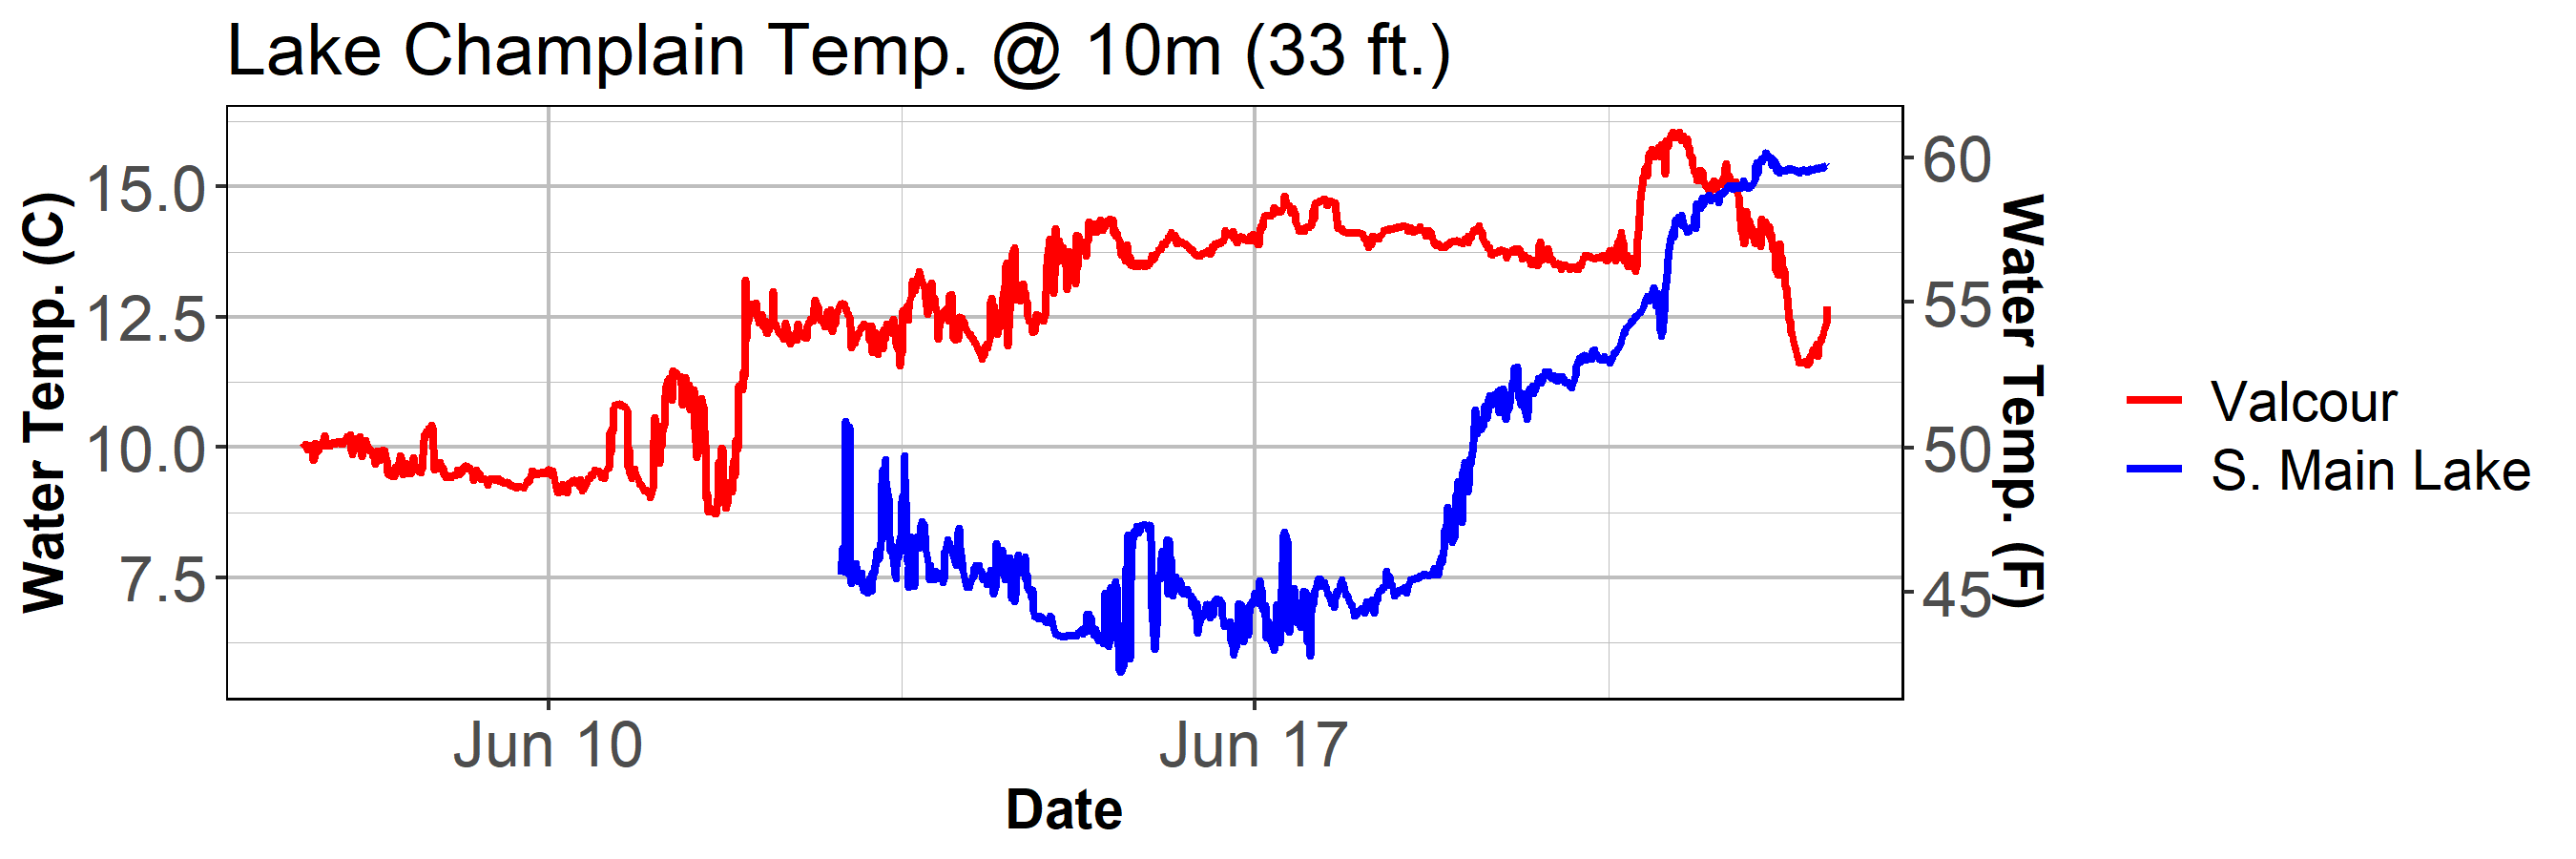 Lake Champlain Temp. @ 10m (33 ft.)
Water Temp. (C)
15.0
12.5
10.0
7.5
60
55
50
45
Water Temp. (F)
Jun 10
Jun 17
Date
Valcour
S. Main Lake